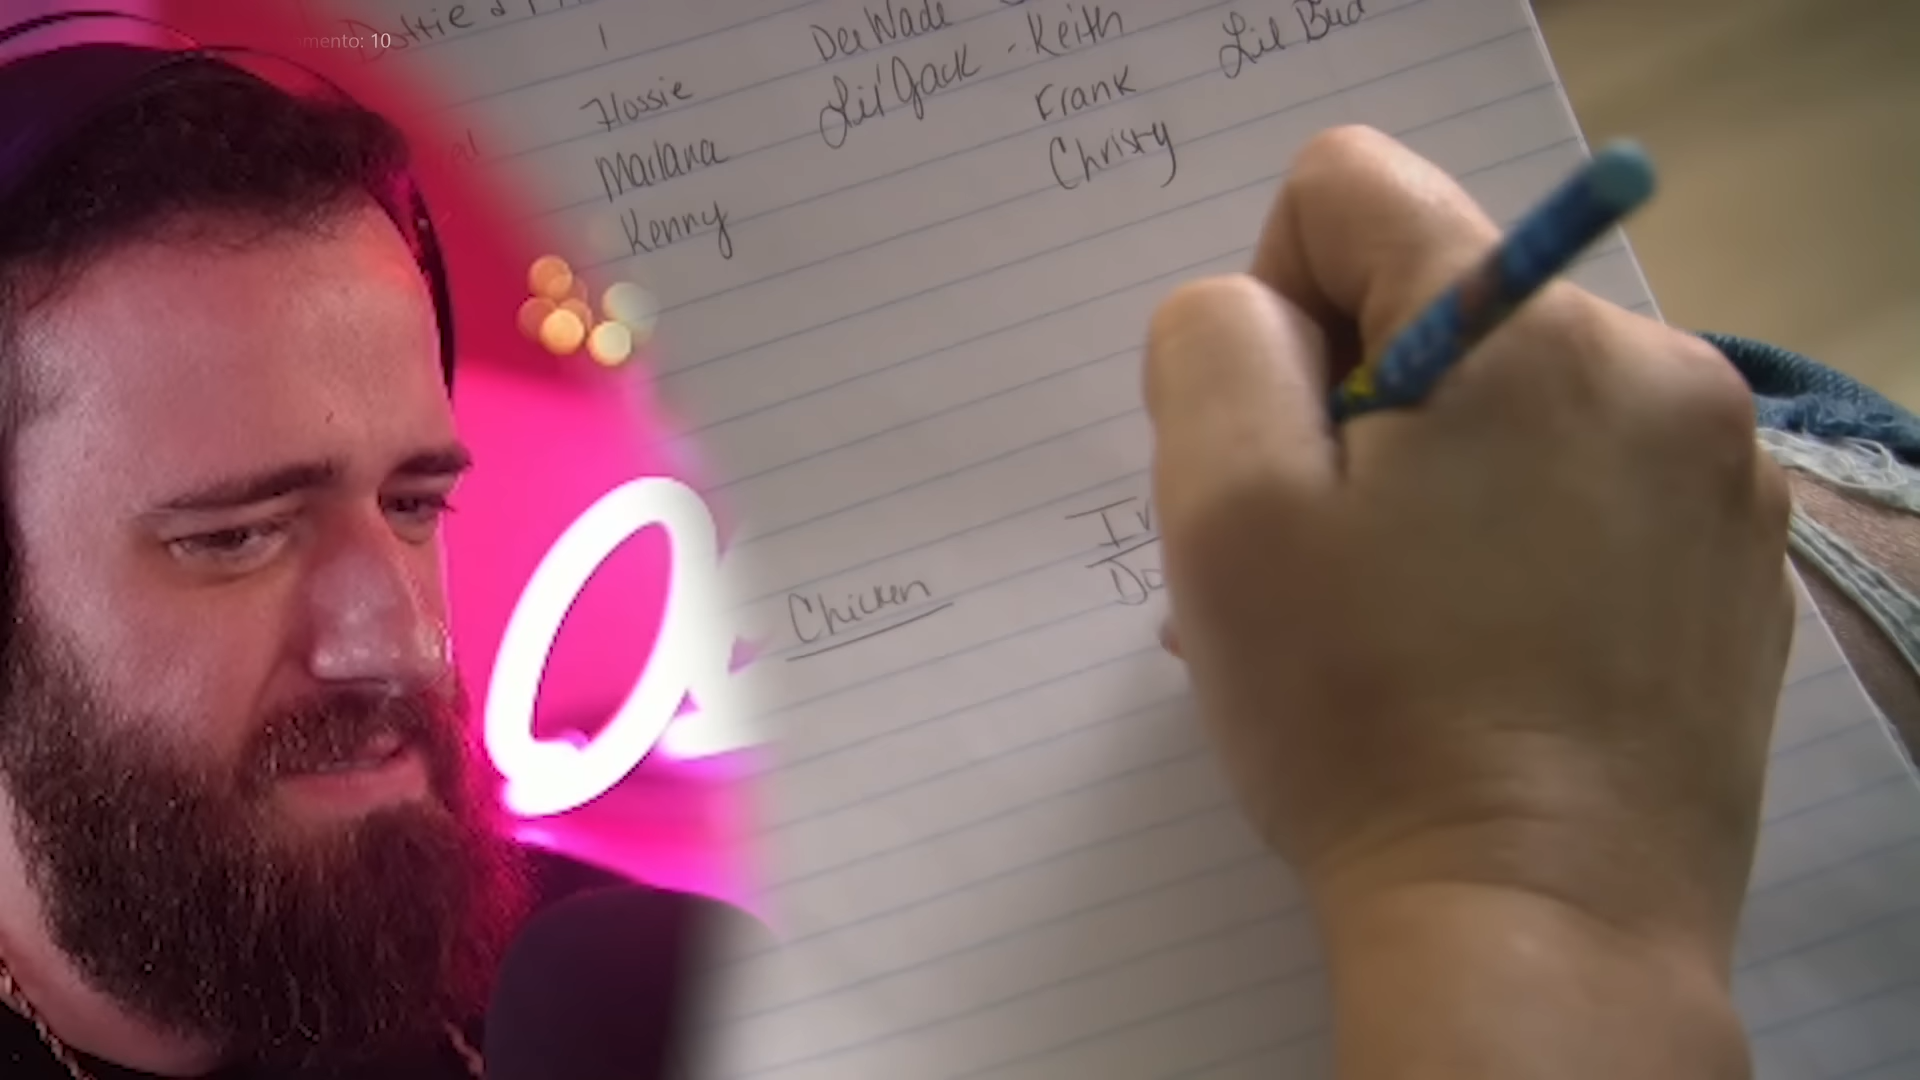 mento: 10
Dottie
DeeWade
Flossie Lil' Jack - Keith Lil Bud
Marlana Frank
Kenny Christy
Chicken